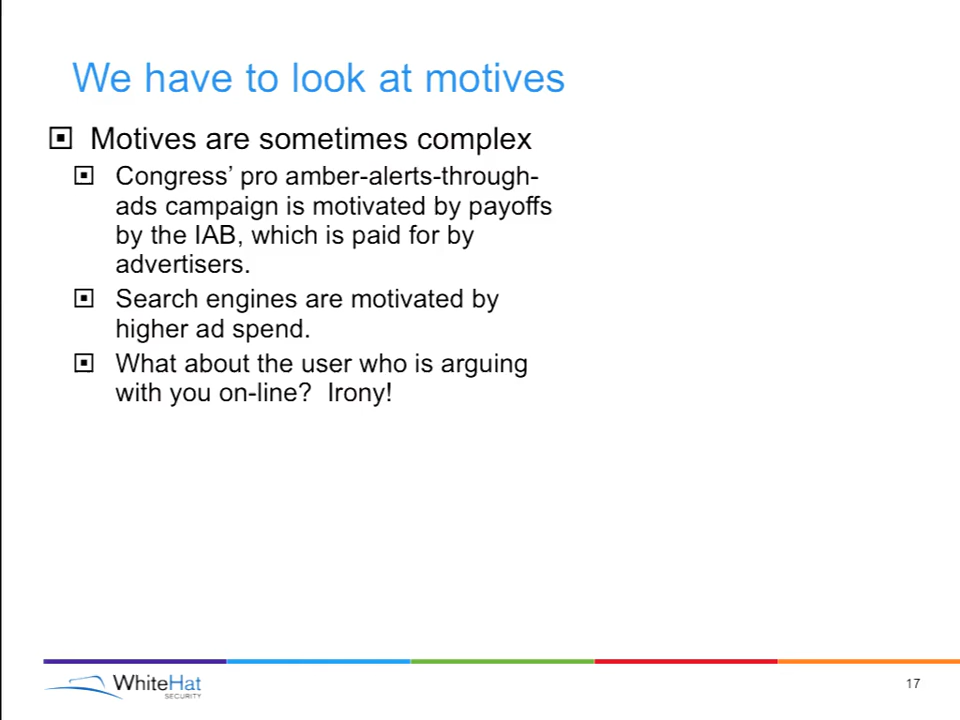 We have to look at motives
Motives are sometimes complex
Congress’ pro amber-alerts-through-
ads campaign is motivated by payoffs
by the IAB, which is paid for by
advertisers.
Search engines are motivated by
higher ad spend.
What about the user who is arguing
with you on-line?  Irony!
WhiteHat
SECURITY
17